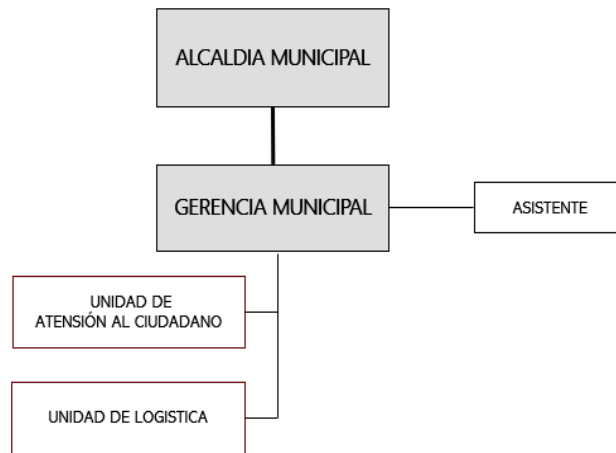 ALCALDIA MUNICIPAL
GERENCIA MUNICIPAL
ASISTENTE
UNIDAD DE
ATENSIÓN AL CIUDADANO
UNIDAD DE LOGISTICA